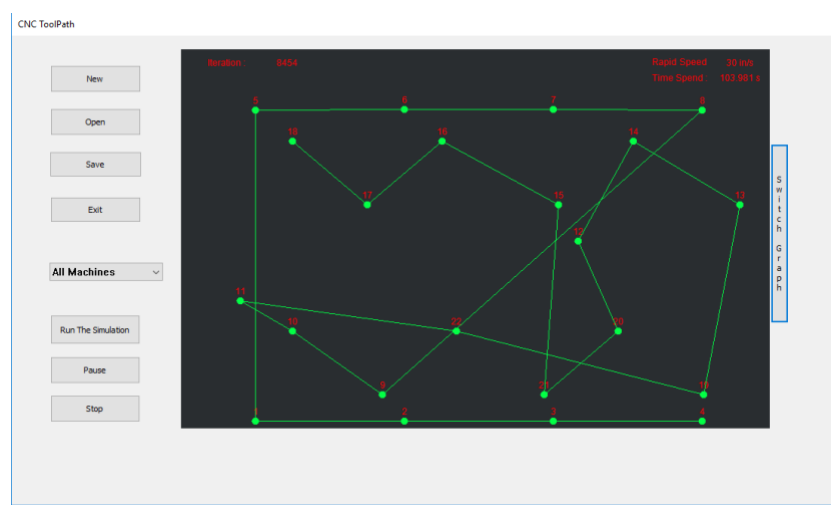 CNC ToolPath
New
Open
Save
Exit
All Machines
Run The Simulation
Pause
Stop
Iteration : 8454
Rapid Speed 30 in/s
Time Spend 103.981 s
5 6 7 8
18 16 14
17 15 13
12
11
10 22 20
9 21 19
1 2 3 4
Switch Graph